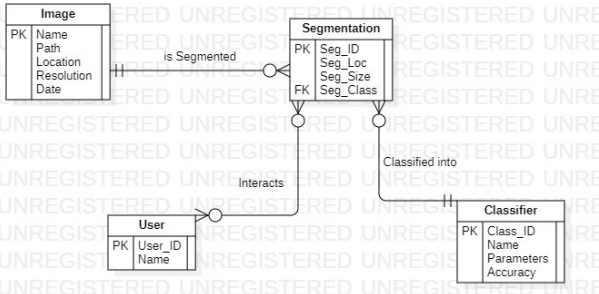 Image
PK Name
Path
Location
Resolution
Date
is Segmented
Segmentation
PK Seg_ID
Seg_Loc
Seg_Size
FK Seg_Class
Interacts
Classified into
User
PK User_ID
Name
Classifier
PK Class_ID
Name
Parameters
Accuracy
UNREGISTERED